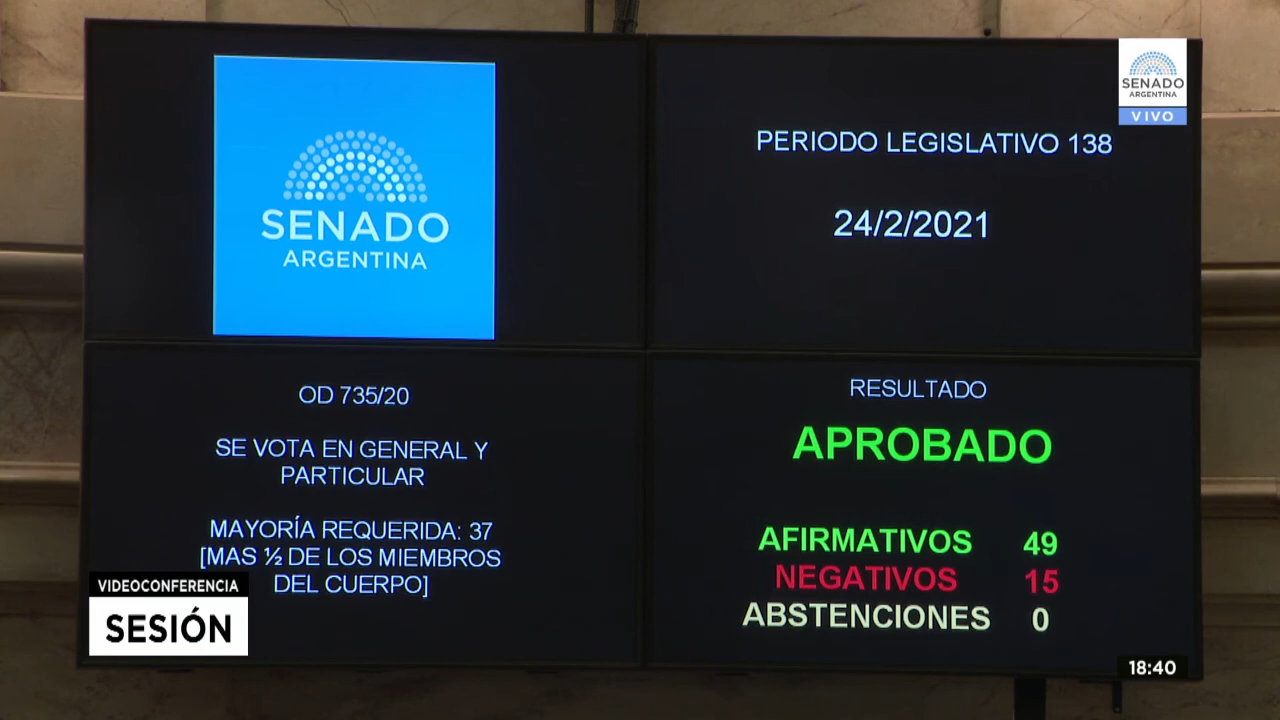 SENADO
ARGENTINA
PERIODO LEGISLATIVO 138
24/2/2021
SENADO
ARGENTINA
VIVO
OD 735/20
SE VOTA EN GENERAL Y
PARTICULAR
MAYORÍA REQUERIDA: 37
[MAS ½ DE LOS MIEMBROS
DEL CUERPO]
RESULTADO
APROBADO
AFIRMATIVOS 49
NEGATIVOS 15
ABSTENCIONES 0
VIDEOCONFERENCIA
SESIÓN
18:40